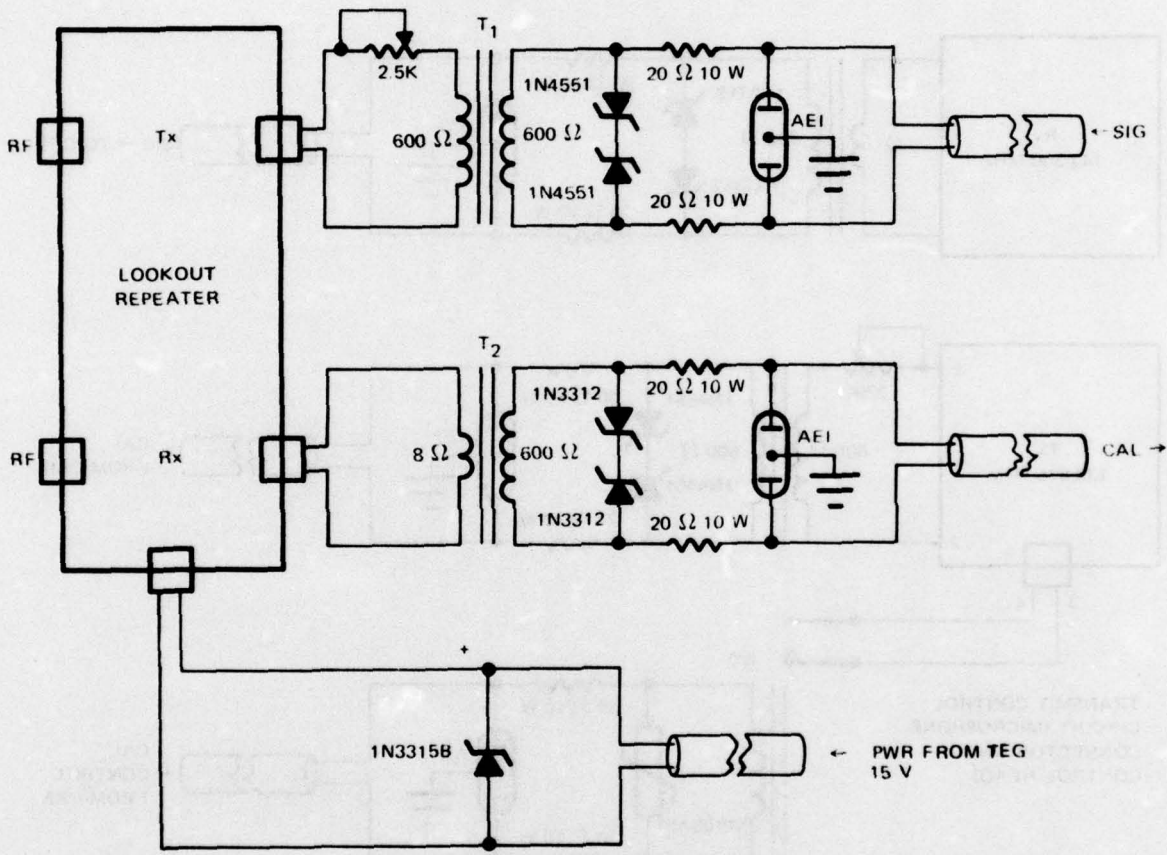 T1
2.5K
1N4551
20 Ω 10 W
AEI
RF
Tx
600 Ω
600 Ω
←SIG
1N4551
20 Ω 10 W
LOOKOUT
REPEATER
T2
1N3312
20 Ω 10 W
AEI
RF
Rx
8 Ω
600 Ω
CAL →
1N3312
20 Ω 10 W
+
1N3315B
← PWR FROM TEG
15 V